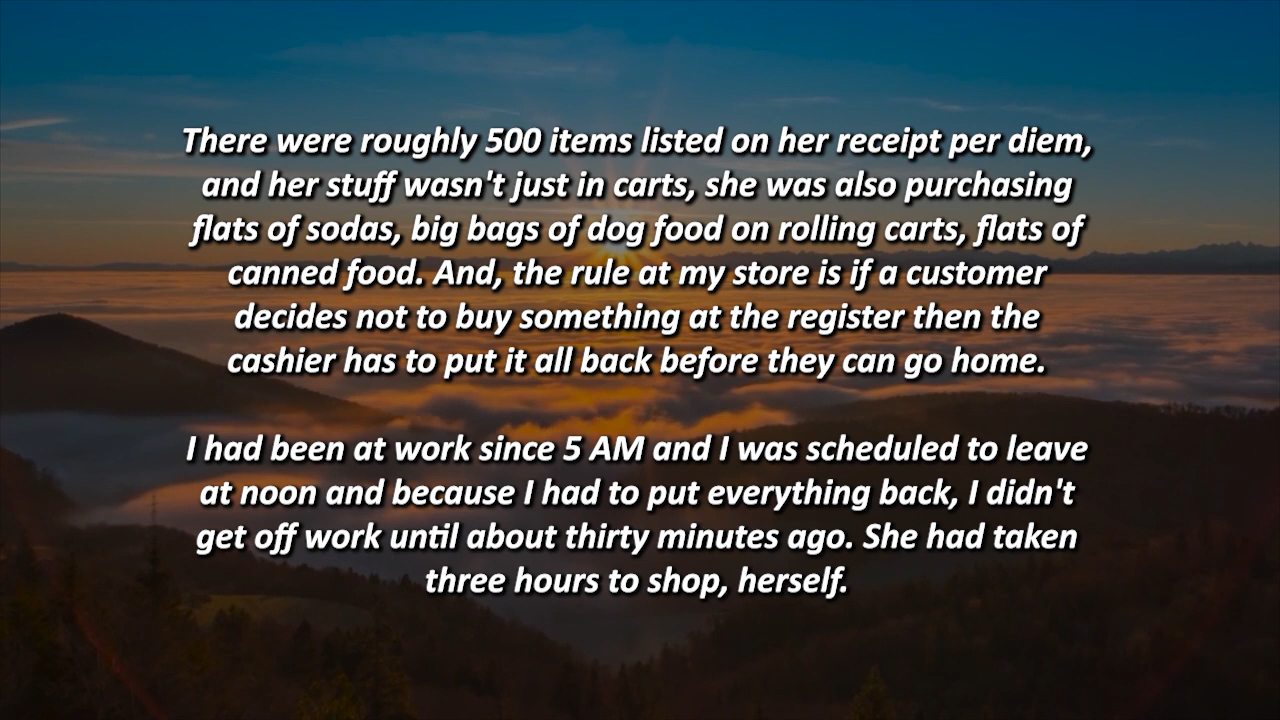 There were roughly 500 items listed on her receipt per diem,
and her stuff wasn't just in carts, she was also purchasing
flats of sodas, big bags of dog food on rolling carts, flats of
canned food. And, the rule at my store is if a customer
decides not to buy something at the register then the
cashier has to put it all back before they can go home.
I had been at work since 5 AM and I was scheduled to leave
at noon and because I had to put everything back, I didn't
get off work until about thirty minutes ago. She had taken
three hours to shop, herself.